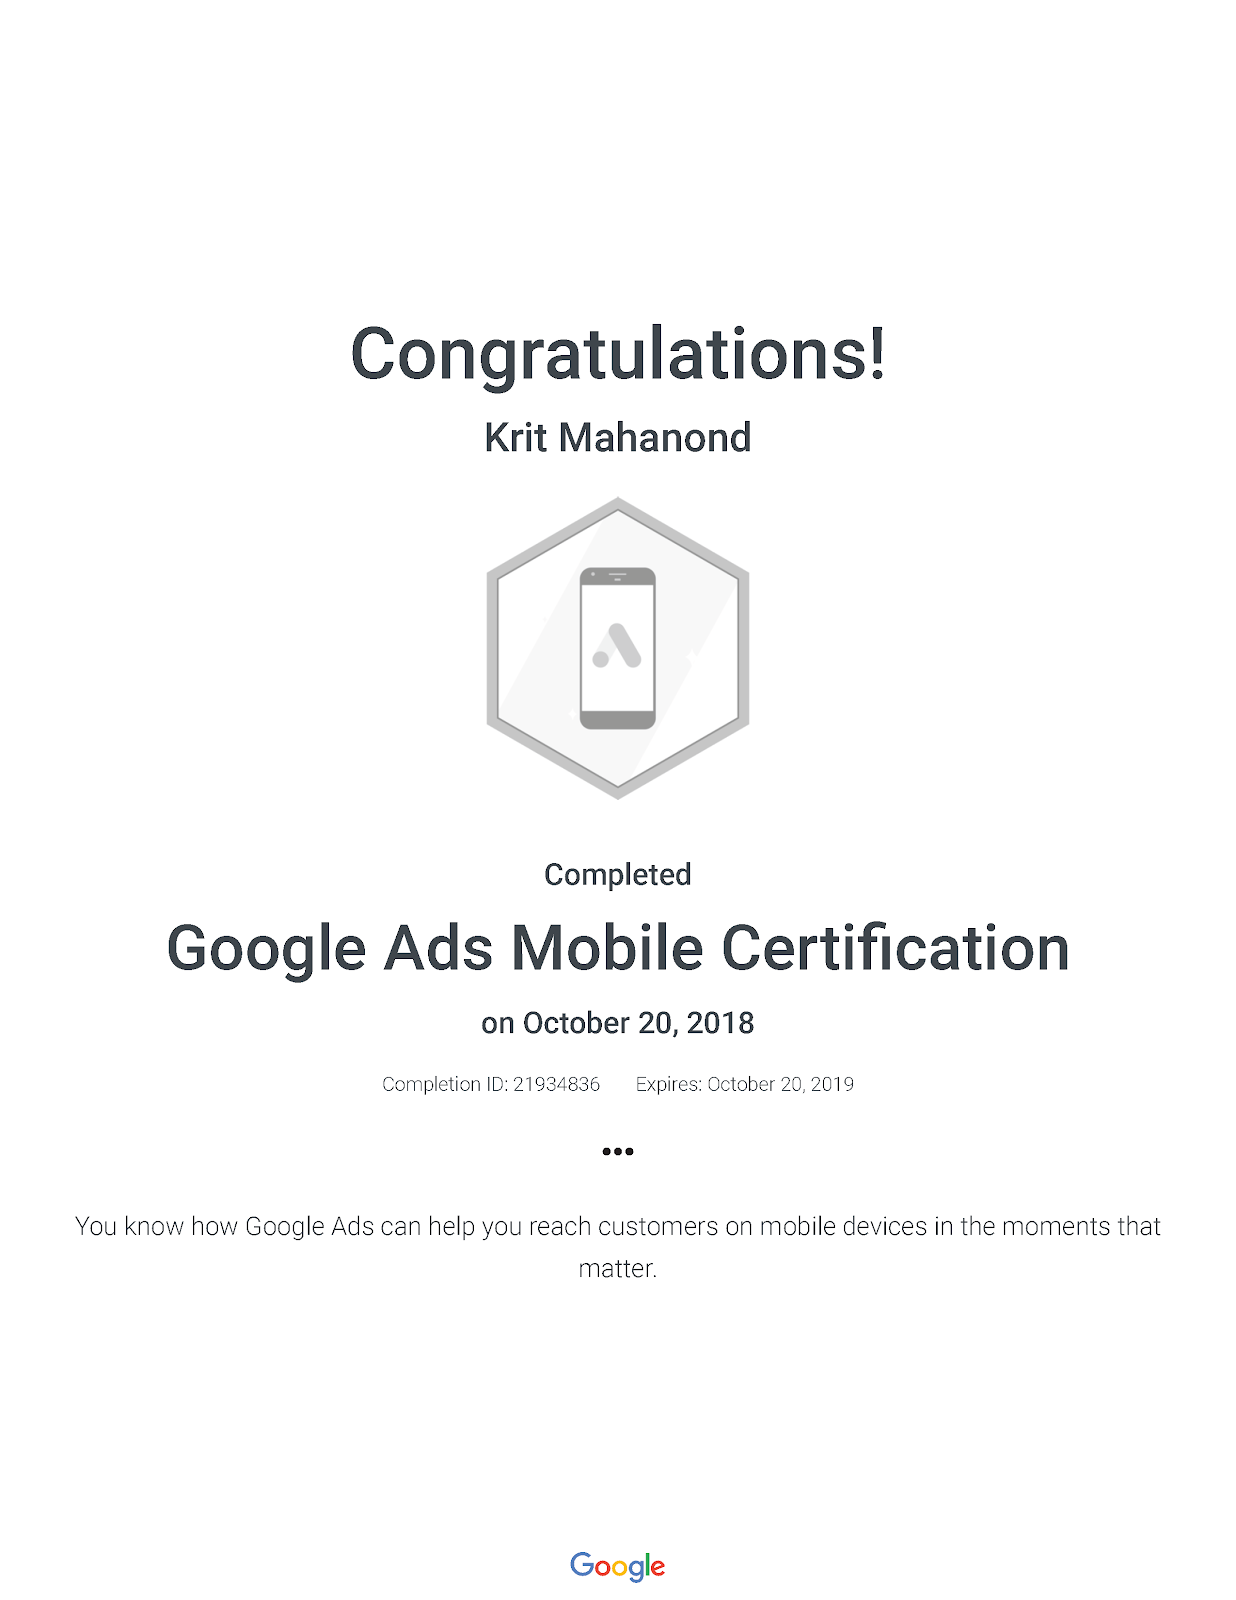 Congratulations!
Krit Mahanond
Completed
Google Ads Mobile Certification
on October 20, 2018
Completion ID: 21934836 Expires: October 20, 2019
•••
You know how Google Ads can help you reach customers on mobile devices in the moments that
matter.
Google